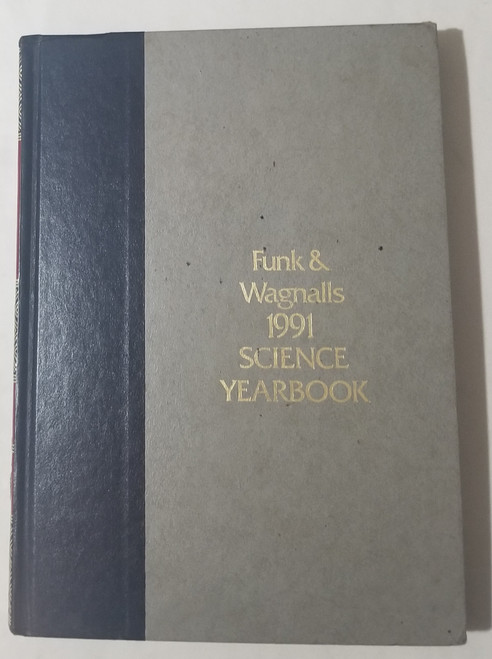 Funk &
Wagnalls
1991
SCIENCE
YEARBOOK